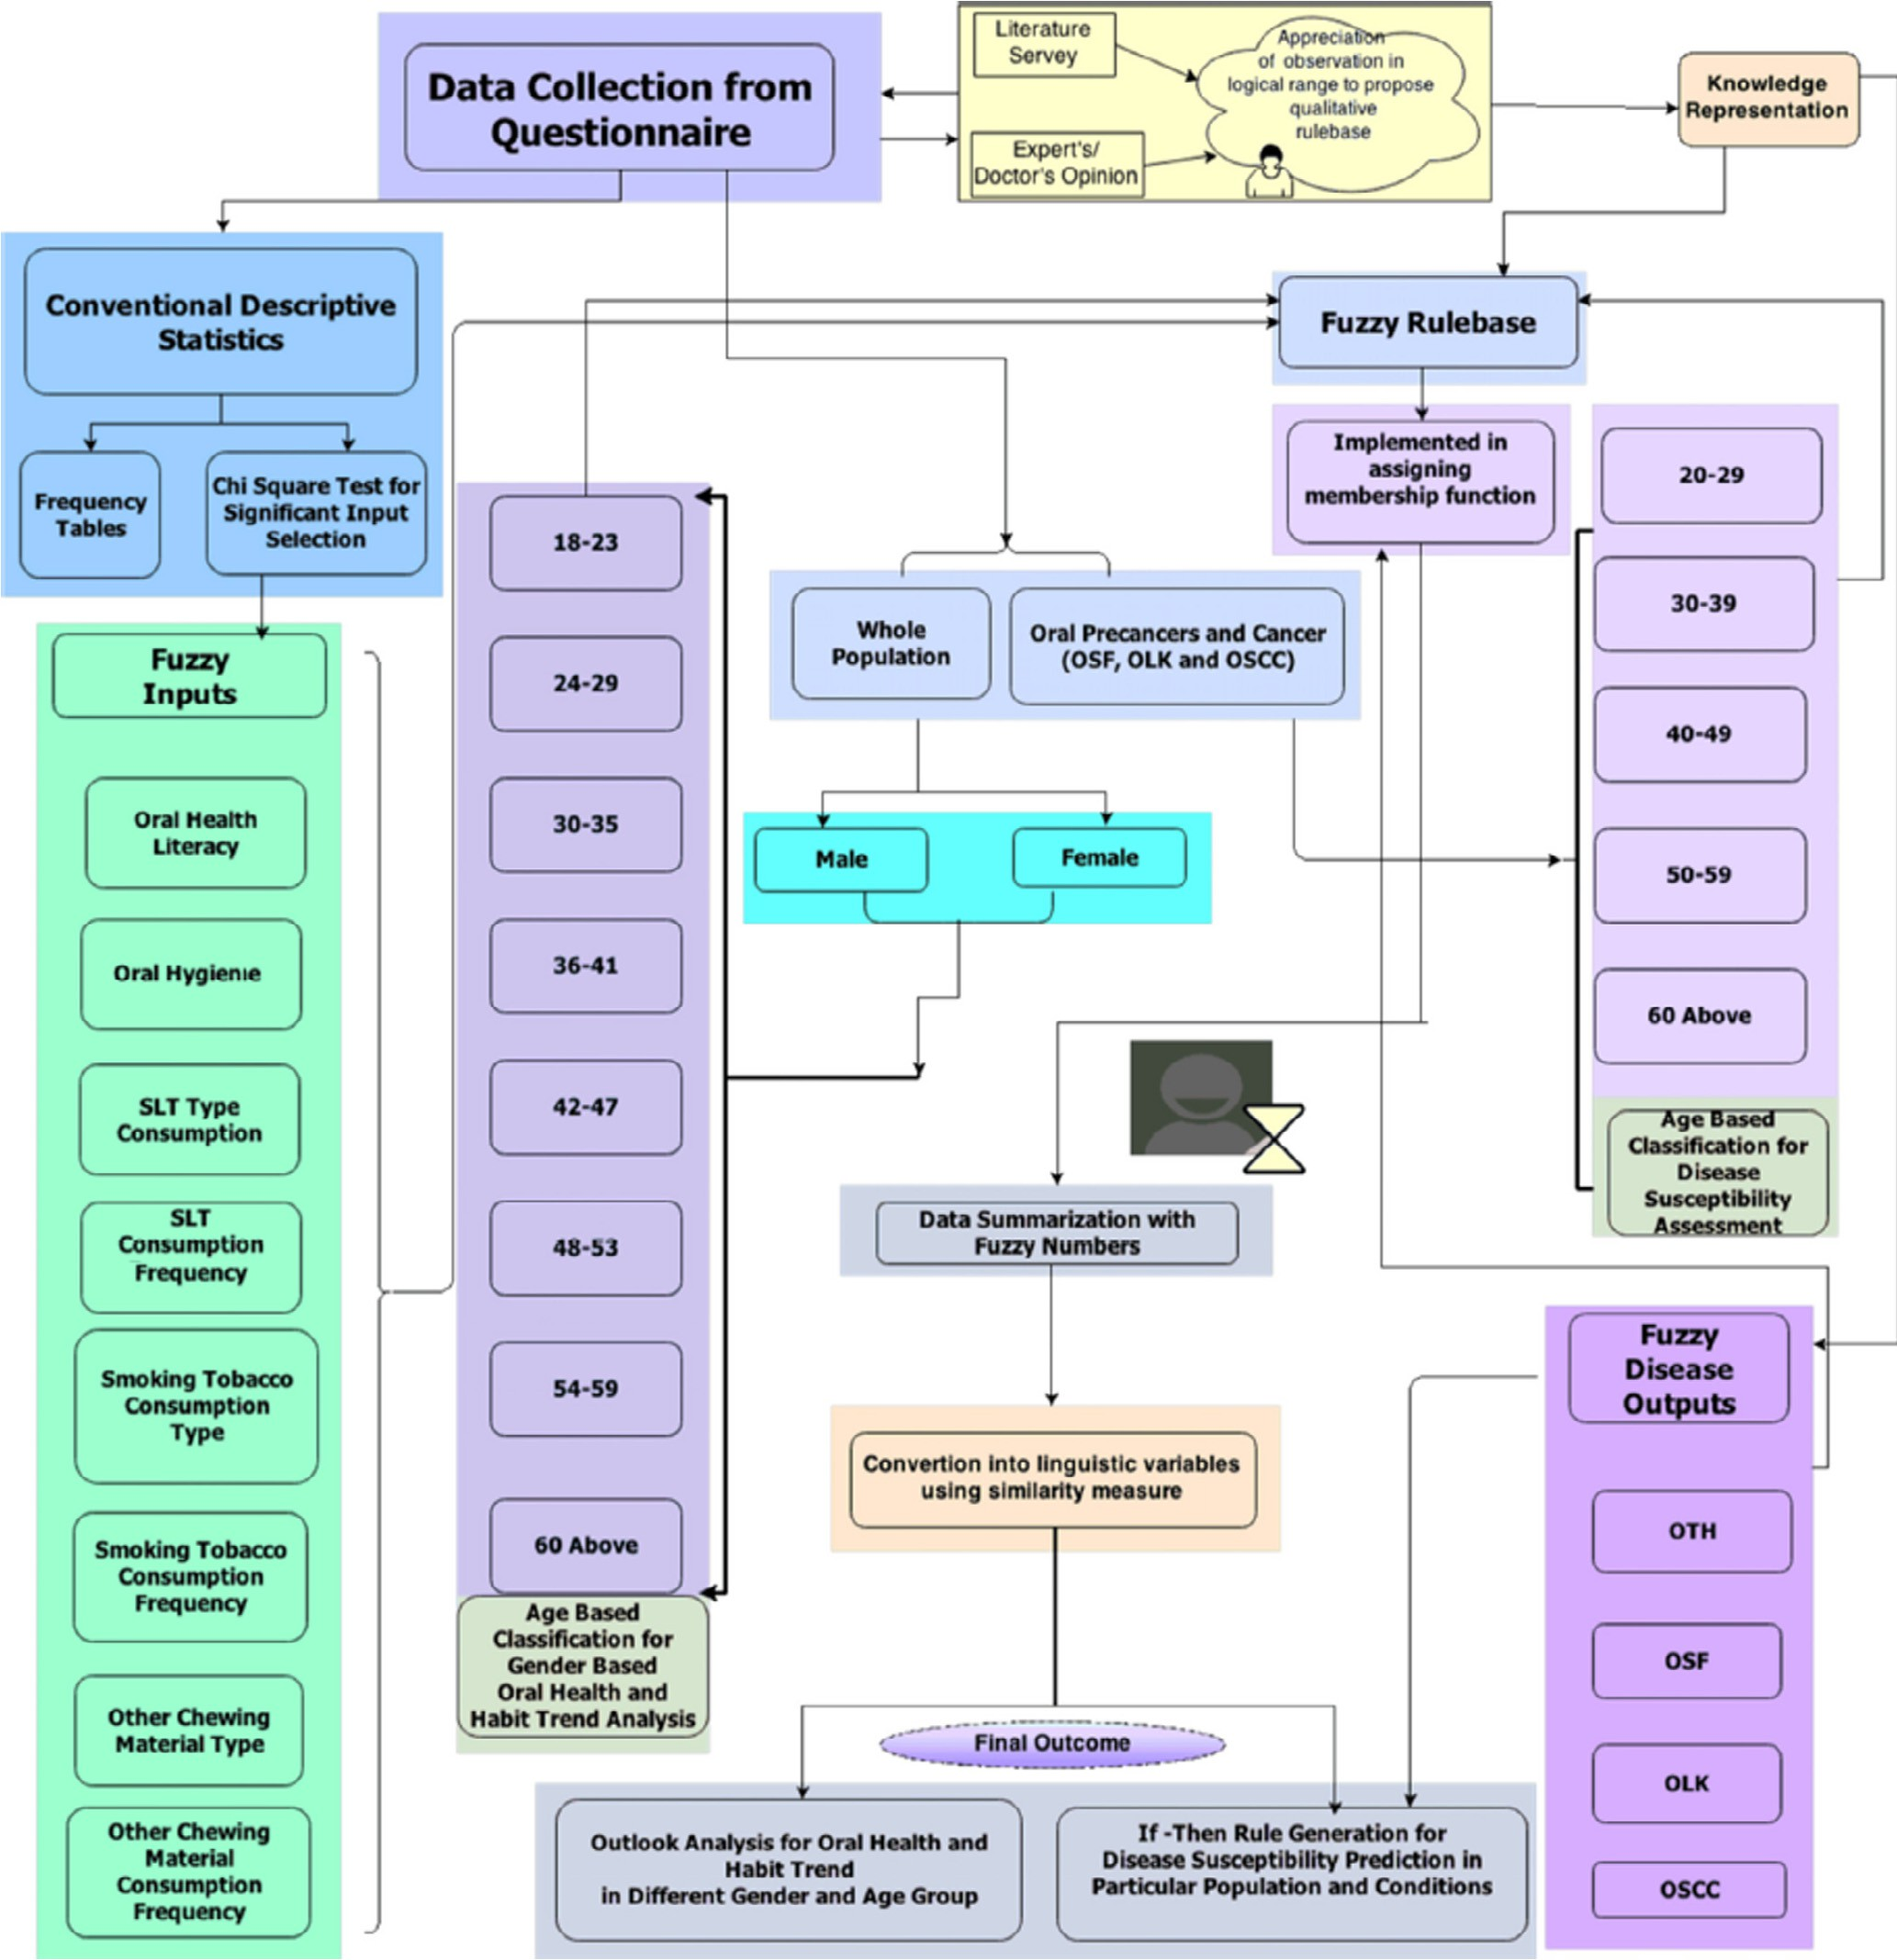 Data Collection from
Questionnaire
Literature
Servey
Expert's/
Doctor's Opinion
Appreciation
of observation in
logical range to propose
qualitative
rulebase
Knowledge
Representation
Conventional Descriptive
Statistics
Frequency
Tables
Chi Square Test for
Significant Input
Selection
Fuzzy Rulebase
Implemented in
assigning
membership function
Fuzzy
Inputs
Oral Health
Literacy
Oral Hygienie
SLT Type
Consumption
SLT
Consumption
Frequency
Smoking Tobacco
Consumption
Type
Smoking Tobacco
Consumption
Frequency
Other Chewing
Material Type
Other Chewing
Material
Consumption
Frequency
18-23
24-29
30-35
36-41
42-47
48-53
54-59
60 Above
Age Based
Classification for
Gender Based
Oral Health and
Habit Trend Analysis
Whole
Population
Oral Precancers and Cancer
(OSF, OLK and OSCC)
Male
Female
20-29
30-39
40-49
50-59
60 Above
Age Based
Classification for
Disease
Susceptibility
Assessment
Data Summarization with
Fuzzy Numbers
Convertion into linguistic variables
using similarity measure
Final Outcome
Outlook Analysis for Oral Health and
Habit Trend
in Different Gender and Age Group
If -Then Rule Generation for
Disease Susceptibility Prediction in
Particular Population and Conditions
Fuzzy
Disease
Outputs
OTH
OSF
OLK
OSCC